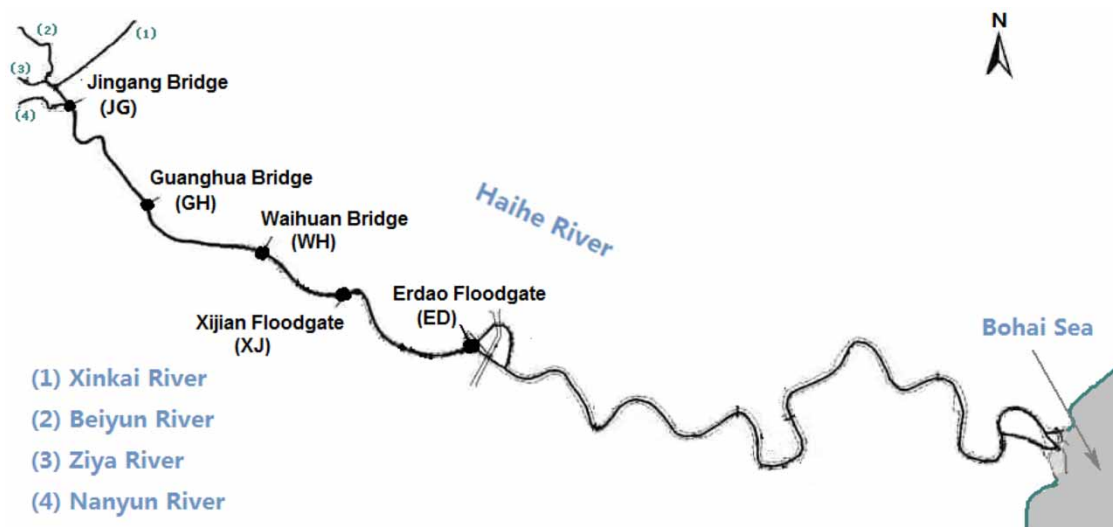 (2)
(1)
N
(3)
Jingang Bridge
(JG)
(4)
Guanghua Bridge
(GH)
Haihe River
Waihuan Bridge
(WH)
Erdao Floodgate
(ED)
Xijian Floodgate
(XJ)
Bohai Sea
(1) Xinkai River
(2) Beiyun River
(3) Ziya River
(4) Nanyun River